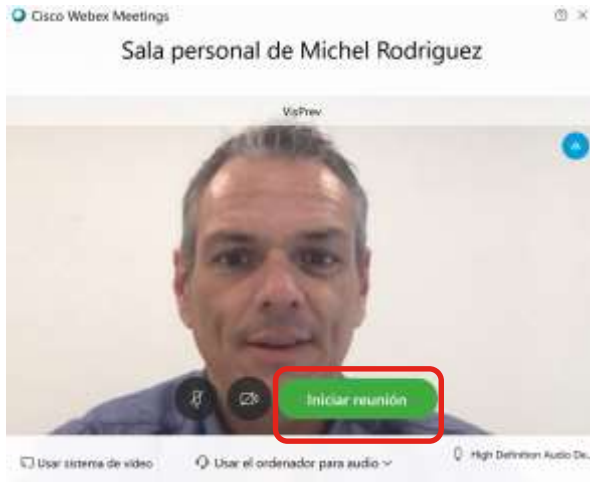 Cisco Webex Meetings
Sala personal de Michel Rodriguez
VisPrev
Iniciar reunión
Usar sistema de vídeo
Usar el ordenador para audio
High Definition Audio De..